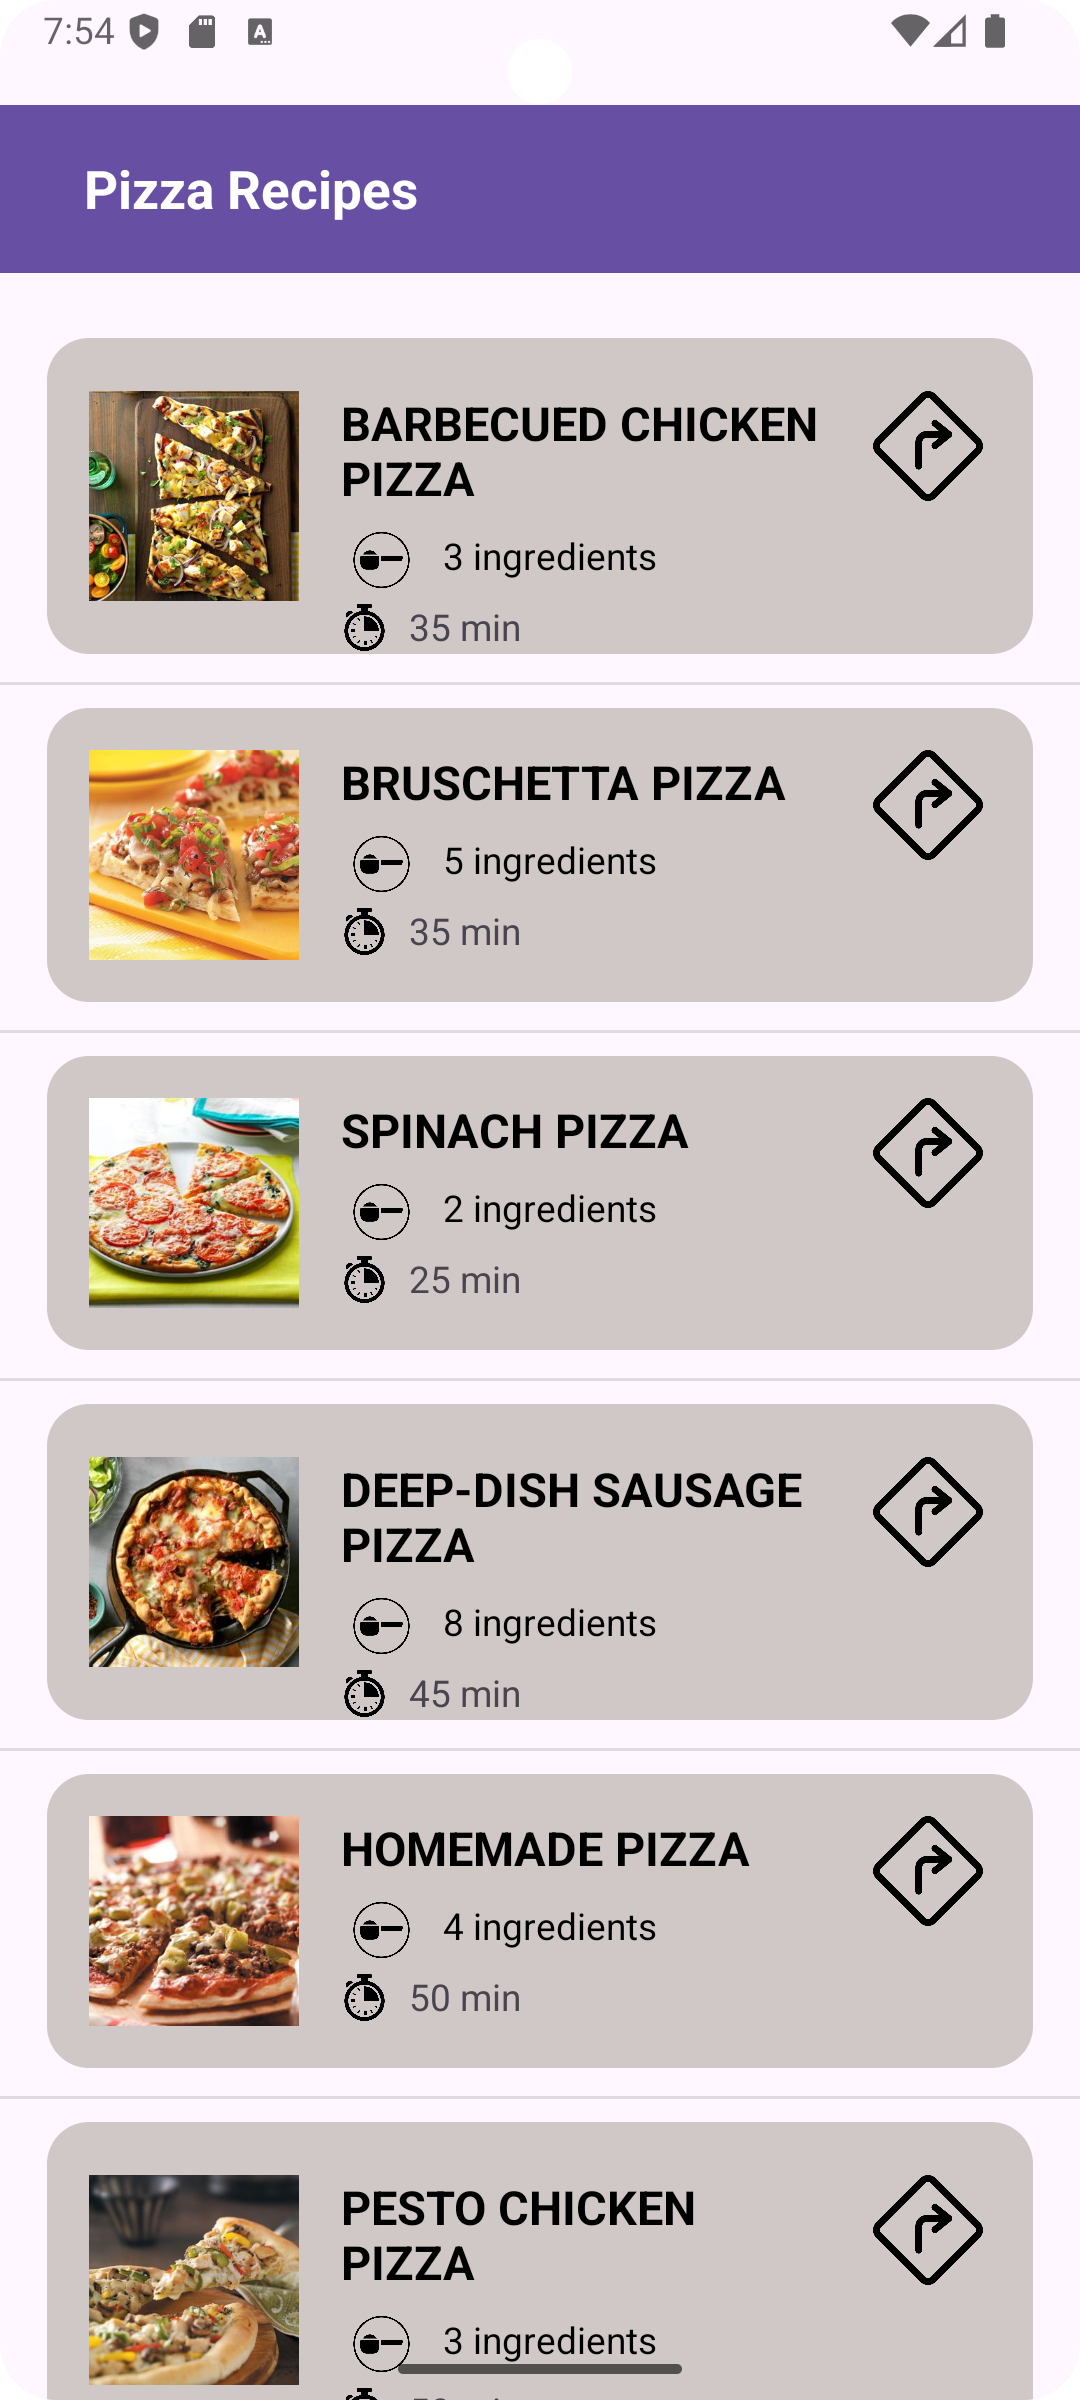 7:54
Pizza Recipes
BARBECUED CHICKEN
PIZZA
3 ingredients
35 min
BRUSCHETTA PIZZA
5 ingredients
35 min
SPINACH PIZZA
2 ingredients
25 min
DEEP-DISH SAUSAGE
PIZZA
8 ingredients
45 min
HOMEMADE PIZZA
4 ingredients
50 min
PESTO CHICKEN
PIZZA
3 ingredients